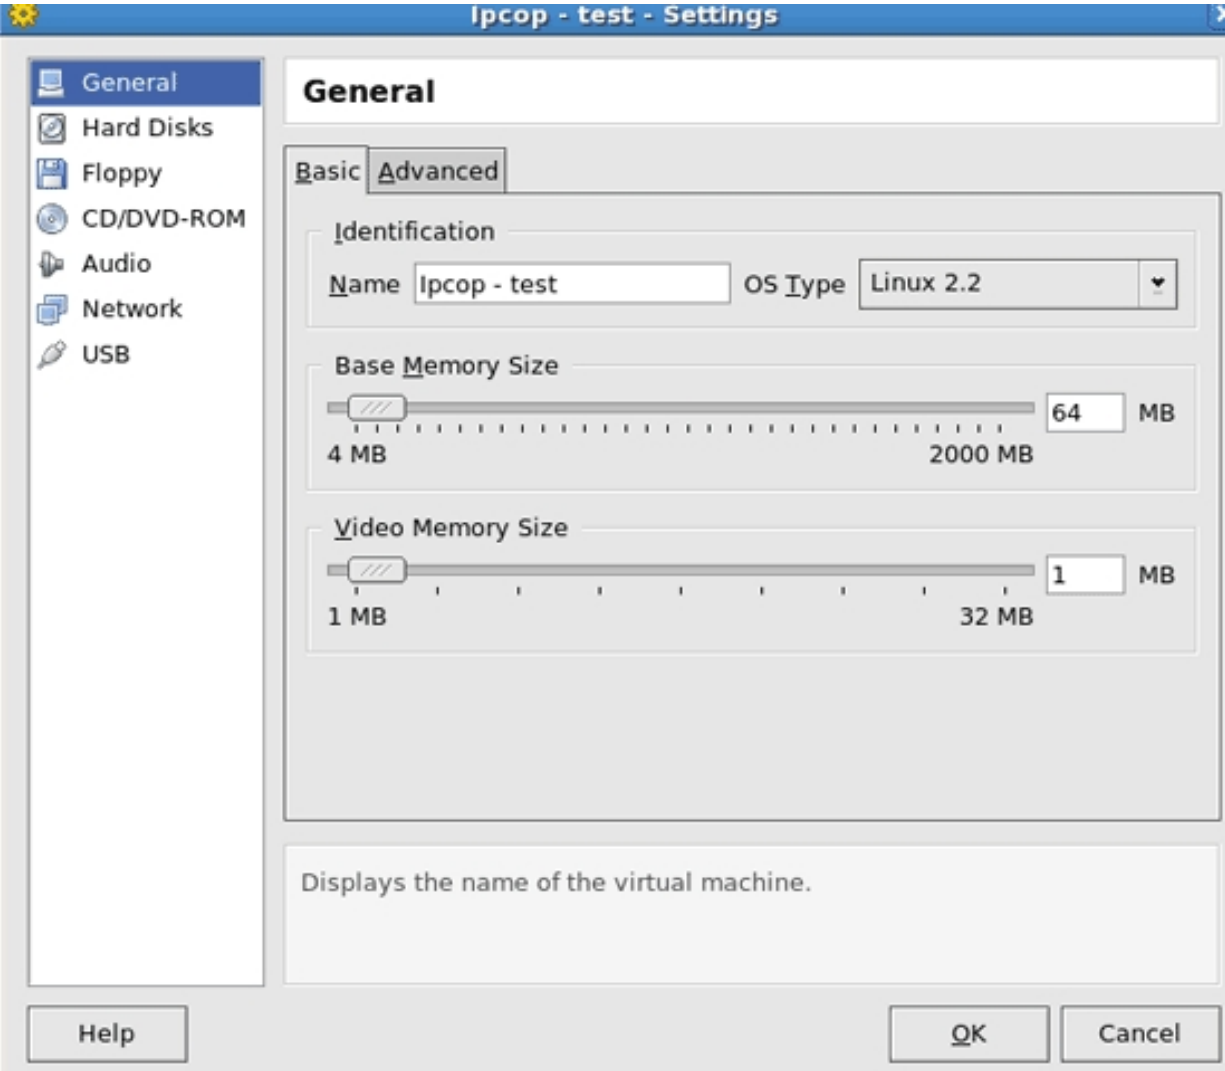 Ipcop - test - Settings
General
Hard Disks
Floppy
CD/DVD-ROM
Audio
Network
USB
General
Basic Advanced
Identification
Name Ipcop - test OS Type Linux 2.2
Base Memory Size
64 MB
4 MB 2000 MB
Video Memory Size
1 MB
1 MB 32 MB
Displays the name of the virtual machine.
Help OK Cancel